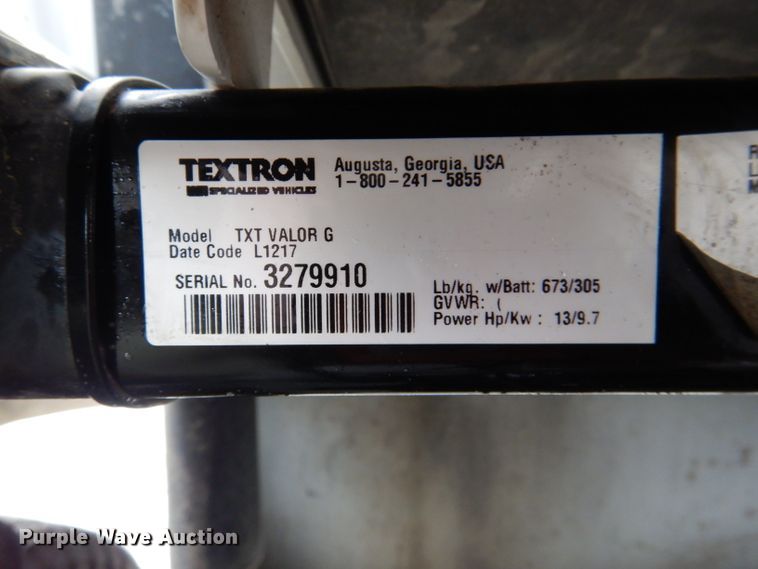 TEXTRON
SPECIALIZED VEHICLES
Augusta, Georgia, USA
1-800-241-5855
Model TXT VALOR G
Date Code L1217
SERIAL No. 3279910
Lb/kg. w/Batt: 673/305
GVWR: (
Power Hp/Kw : 13/9.7
R
L
M
Purple Wave Auction